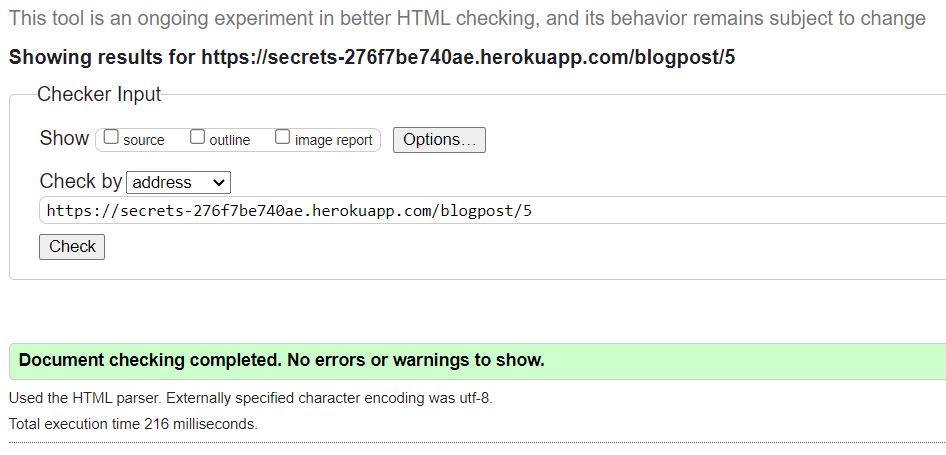 This tool is an ongoing experiment in better HTML checking, and its behavior remains subject to change
Showing results for https://secrets-276f7be740ae.herokuapp.com/blogpost/5
Checker Input
Show source outline image report Options...
Check by address
https://secrets-276f7be740ae.herokuapp.com/blogpost/5
Check
Document checking completed. No errors or warnings to show.
Used the HTML parser. Externally specified character encoding was utf-8.
Total execution time 216 milliseconds.